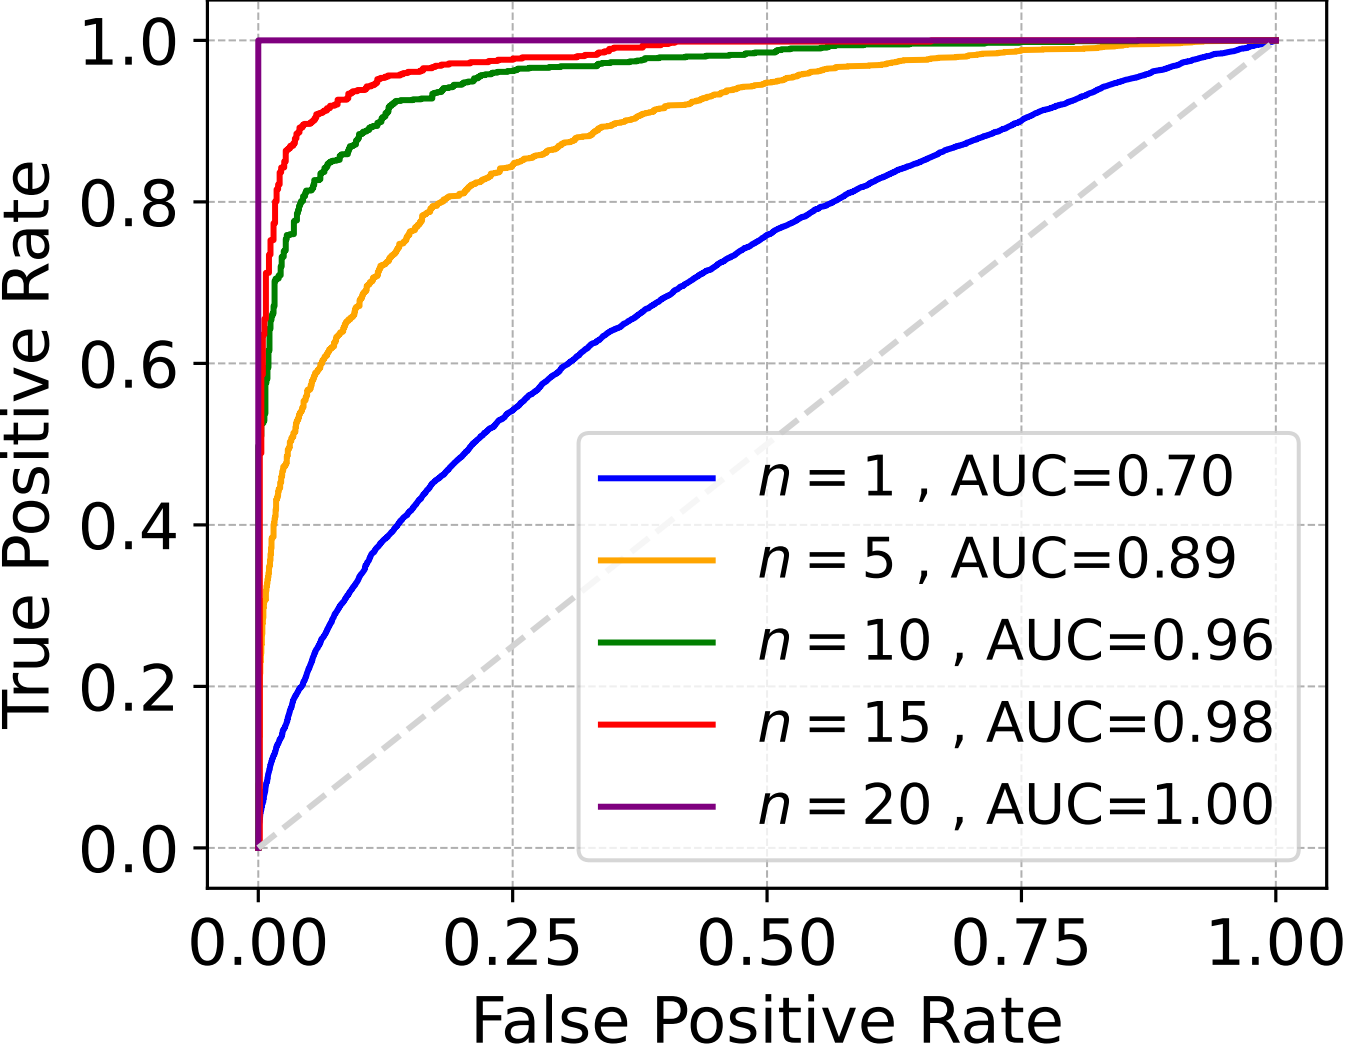 True Positive Rate
1.0
0.8
0.6
0.4
0.2
0.0
n = 1 , AUC=0.70
n = 5 , AUC=0.89
n = 10 , AUC=0.96
n = 15 , AUC=0.98
n = 20 , AUC=1.00
0.00 0.25 0.50 0.75 1.00
False Positive Rate